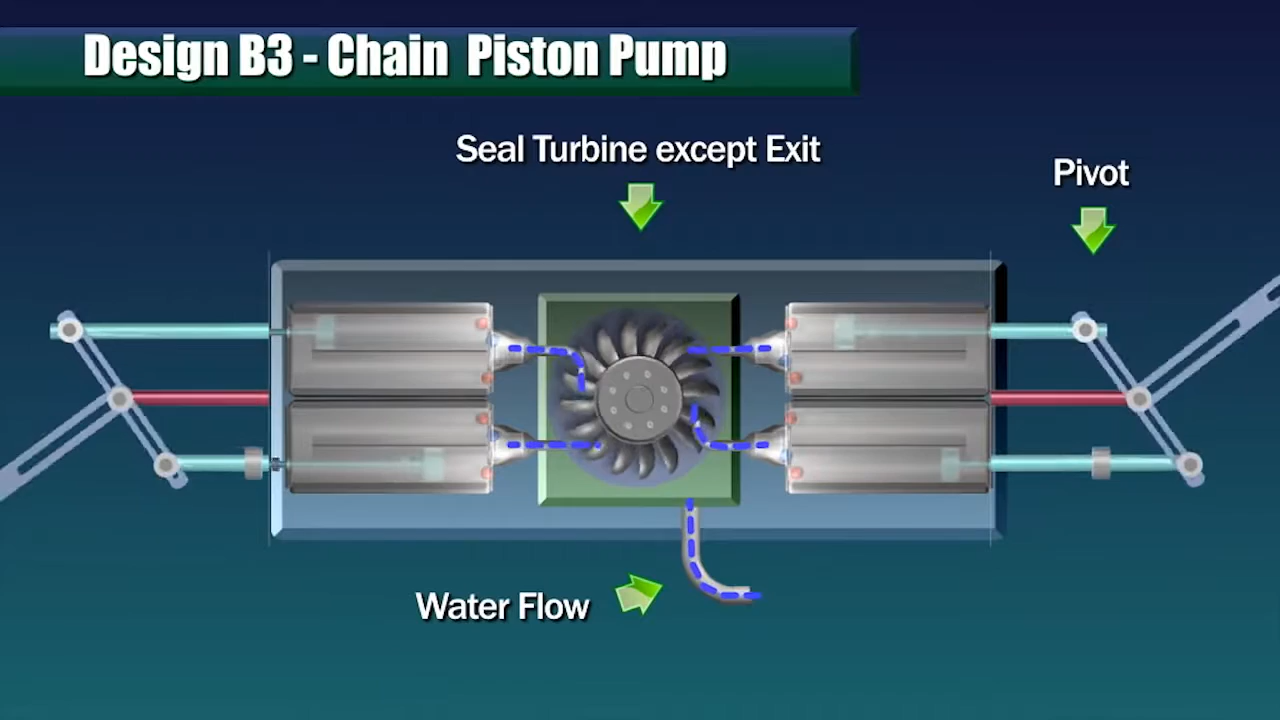 Design B3 - Chain Piston Pump
Seal Turbine except Exit
Pivot
Water Flow